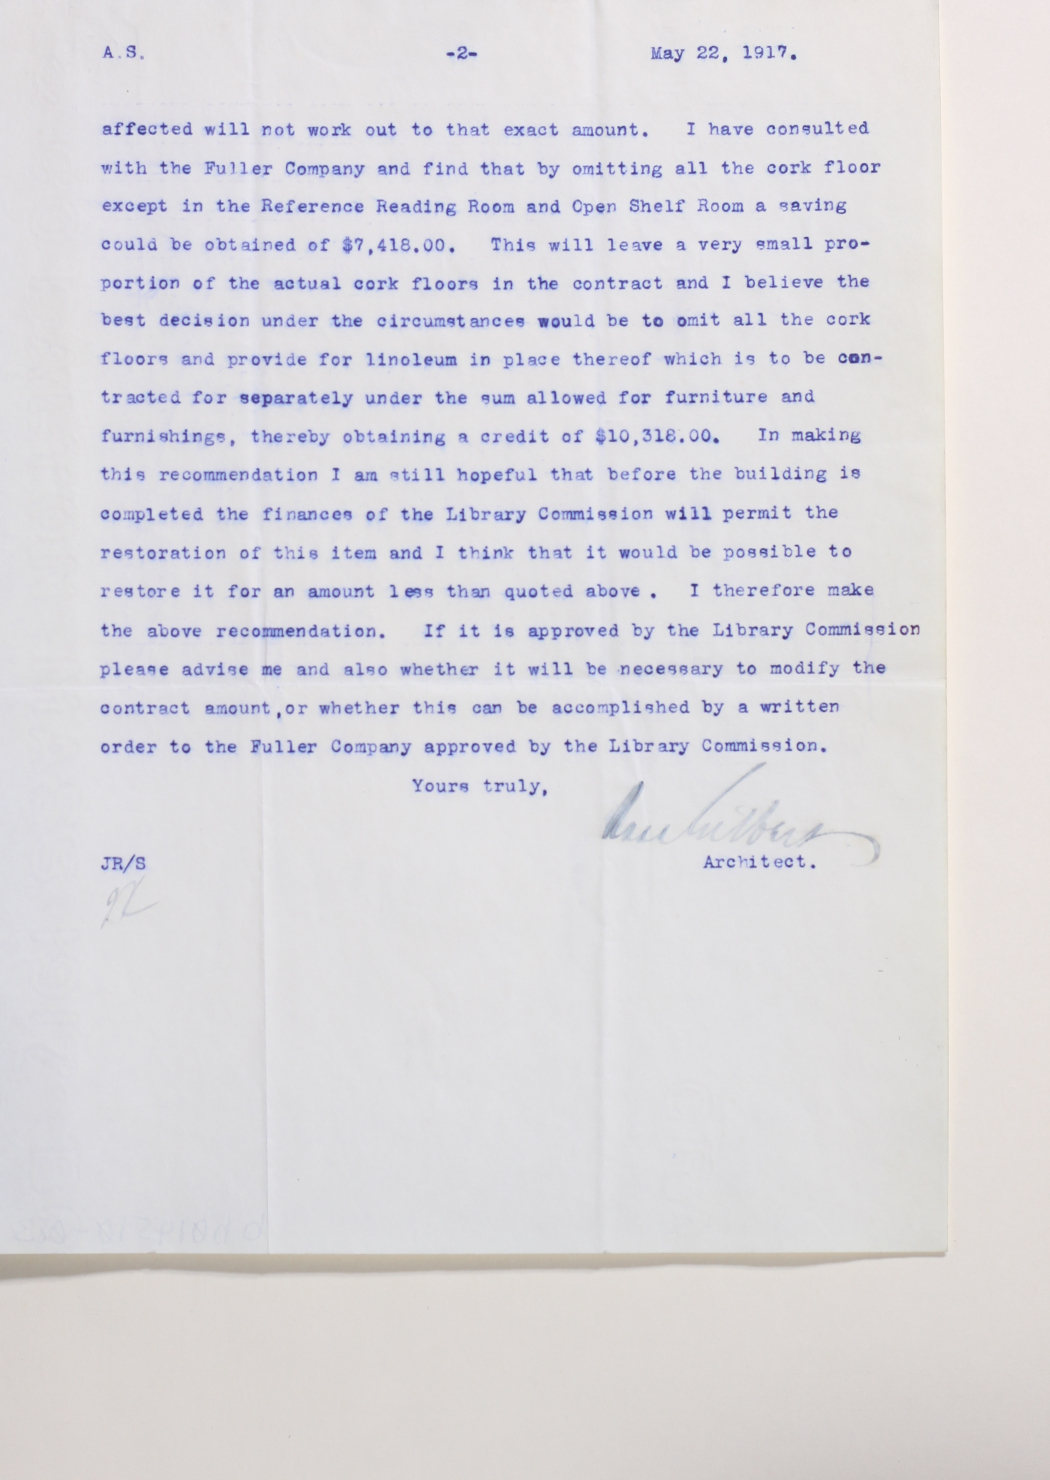 A.S. -2- May 22, 1917.
affected will not work out to that exact amount. I have consulted
with the Fuller Company and find that by omitting all the cork floor
except in the Reference Reading Room and Open Shelf Room a saving
could be obtained of $7,418.00. This will leave a very small pro-
portion of the actual cork floors in the contract and I believe the
best decision under the circumstances would be to omit all the cork
floors and provide for linoleum in place thereof which is to be con-
tracted for separately under the sum allowed for furniture and
furnishings, thereby obtaining a credit of $10,318.00. In making
this recommendation I am still hopeful that before the building is
completed the finances of the Library Commission will permit the
restoration of this item and I think that it would be possible to
restore it for an amount less than quoted above. I therefore make
the above recommendation. If it is approved by the Library Commission
please advise me and also whether it will be necessary to modify the
contract amount,or whether this can be accomplished by a written
order to the Fuller Company approved by the Library Commission.
Yours truly,
Cass Gilbert
Architect.
JR/S